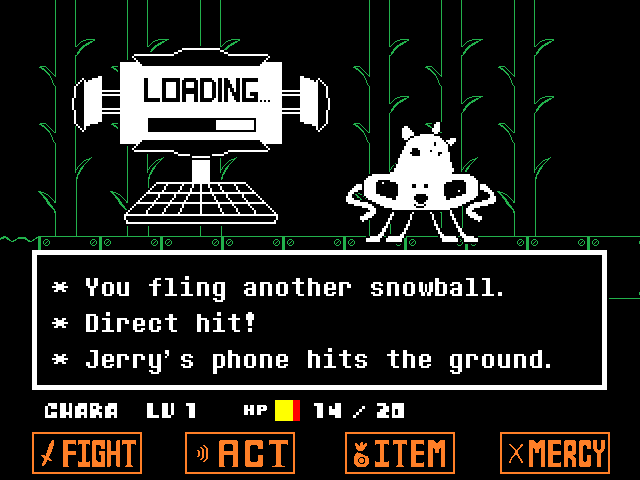 LOADING...
* You fling another snowball.
* Direct hit!
* Jerry's phone hits the ground.
CHARA LV 1 HP 14 / 20
FIGHT ACT ITEM MERCY